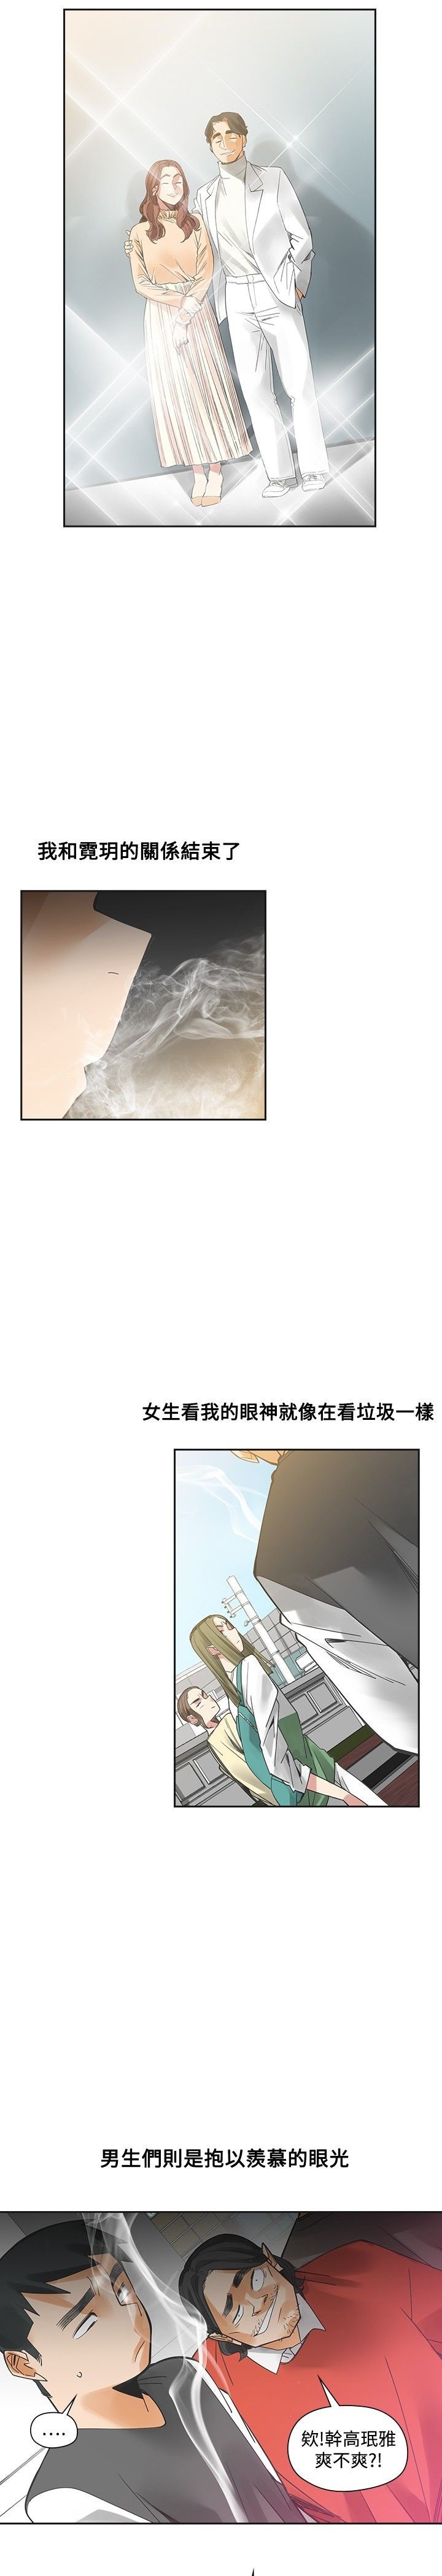 我和霓玥的關係結束了
女生看我的眼神就像在看垃圾一樣
男生們則是抱以羨慕的眼光
....
欸!幹高珉雅
爽不爽?!